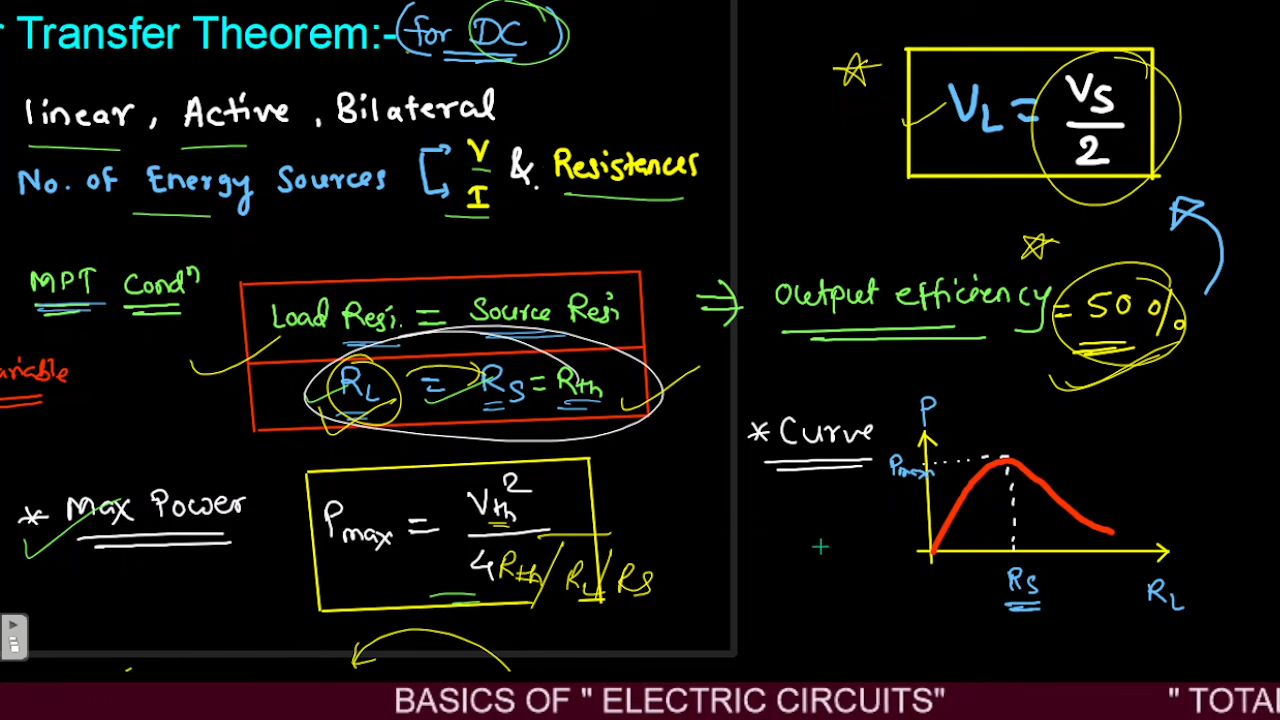 r Transfer Theorem:- (for DC)
linear, Active, Bilateral
No. of Energy Sources V I & Resistences
MPT Condn
Load Resi. = Source Resi
RL = RS = Rth
ariable
* Max Power
Pmax = Vth² / 4Rth / RL / RS
VL = VS / 2
⇒ Output efficiency = 50 %
* Curve
P
Pmax
RS
RL
BASICS OF " ELECTRIC CIRCUITS"
" TOTA